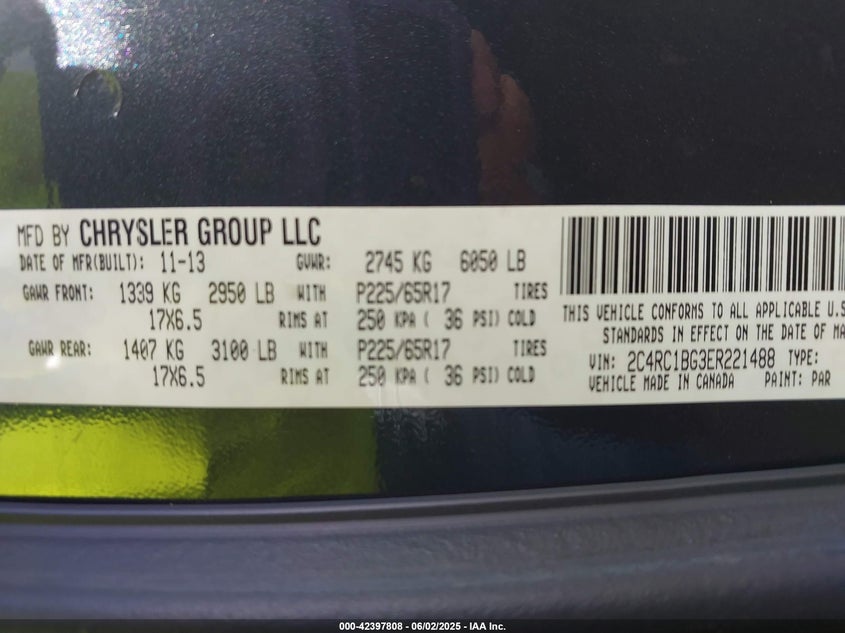 MFD BY CHRYSLER GROUP LLC
DATE OF MFR(BUILT): 11-13 GVWR: 2745 KG 6050 LB
GAWR FRONT: 1339 KG 2950 LB WITH P225/65R17 TIRES
17X6.5 RIMS AT 250 KPA ( 36 PSI) COLD
GAWR REAR: 1407 KG 3100 LB WITH P225/65R17 TIRES
17X6.5 RIMS AT 250 KPA ( 36 PSI) COLD
THIS VEHICLE CONFORMS TO ALL APPLICABLE U.S
STANDARDS IN EFFECT ON THE DATE OF MA
VIN: 2C4RC1BG3ER221488 TYPE:
VEHICLE MADE IN CANADA PAINT: PAR
000-42397808 - 06/02/2025 - IAA Inc.